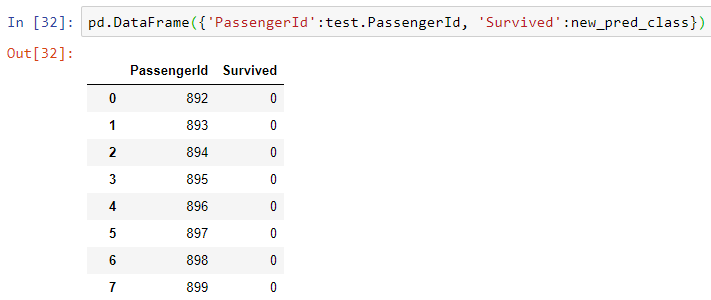 In [32]: pd.DataFrame({'PassengerId':test.PassengerId, 'Survived':new_pred_class})
Out[32]:
PassengerId Survived
0 892 0
1 893 0
2 894 0
3 895 0
4 896 0
5 897 0
6 898 0
7 899 0